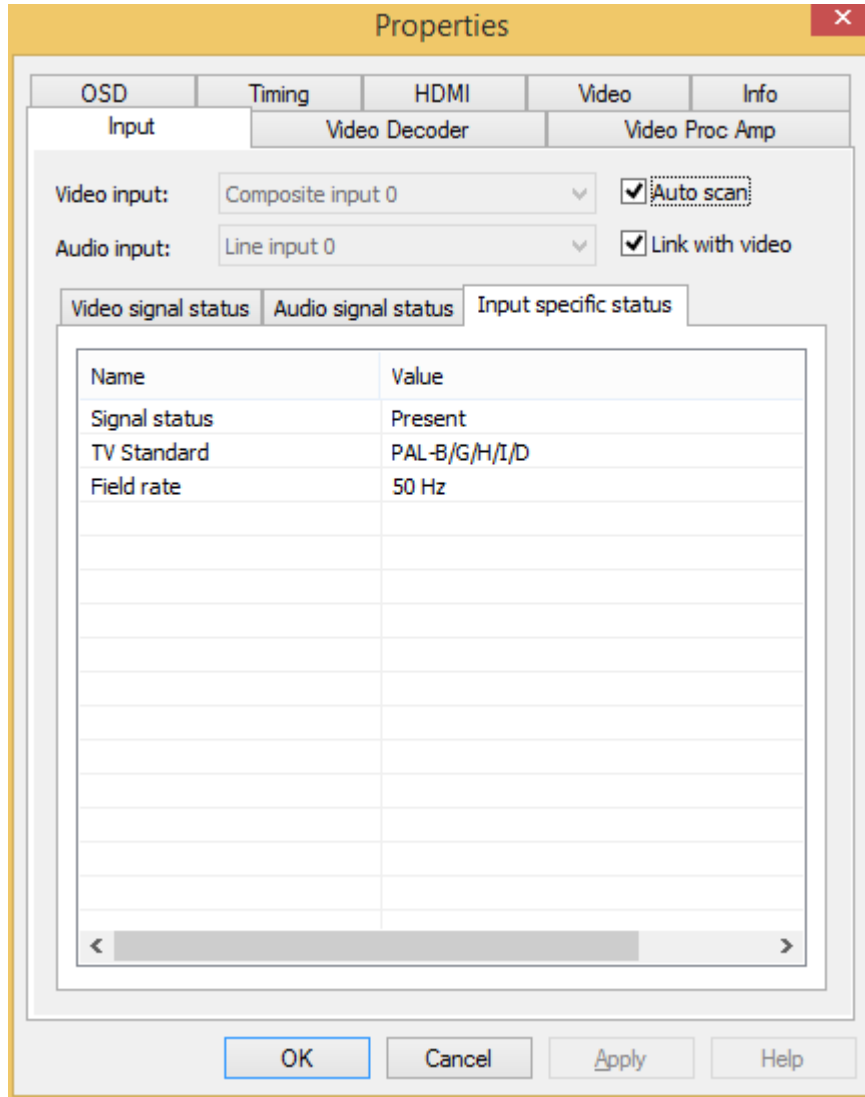 Properties
OSD Timing HDMI Video Info
Input Video Decoder Video Proc Amp
Video input: Composite input 0 Auto scan
Audio input: Line input 0 Link with video
Video signal status Audio signal status Input specific status
Name Value
Signal status Present
TV Standard PAL-B/G/H/I/D
Field rate 50 Hz
OK Cancel Apply Help